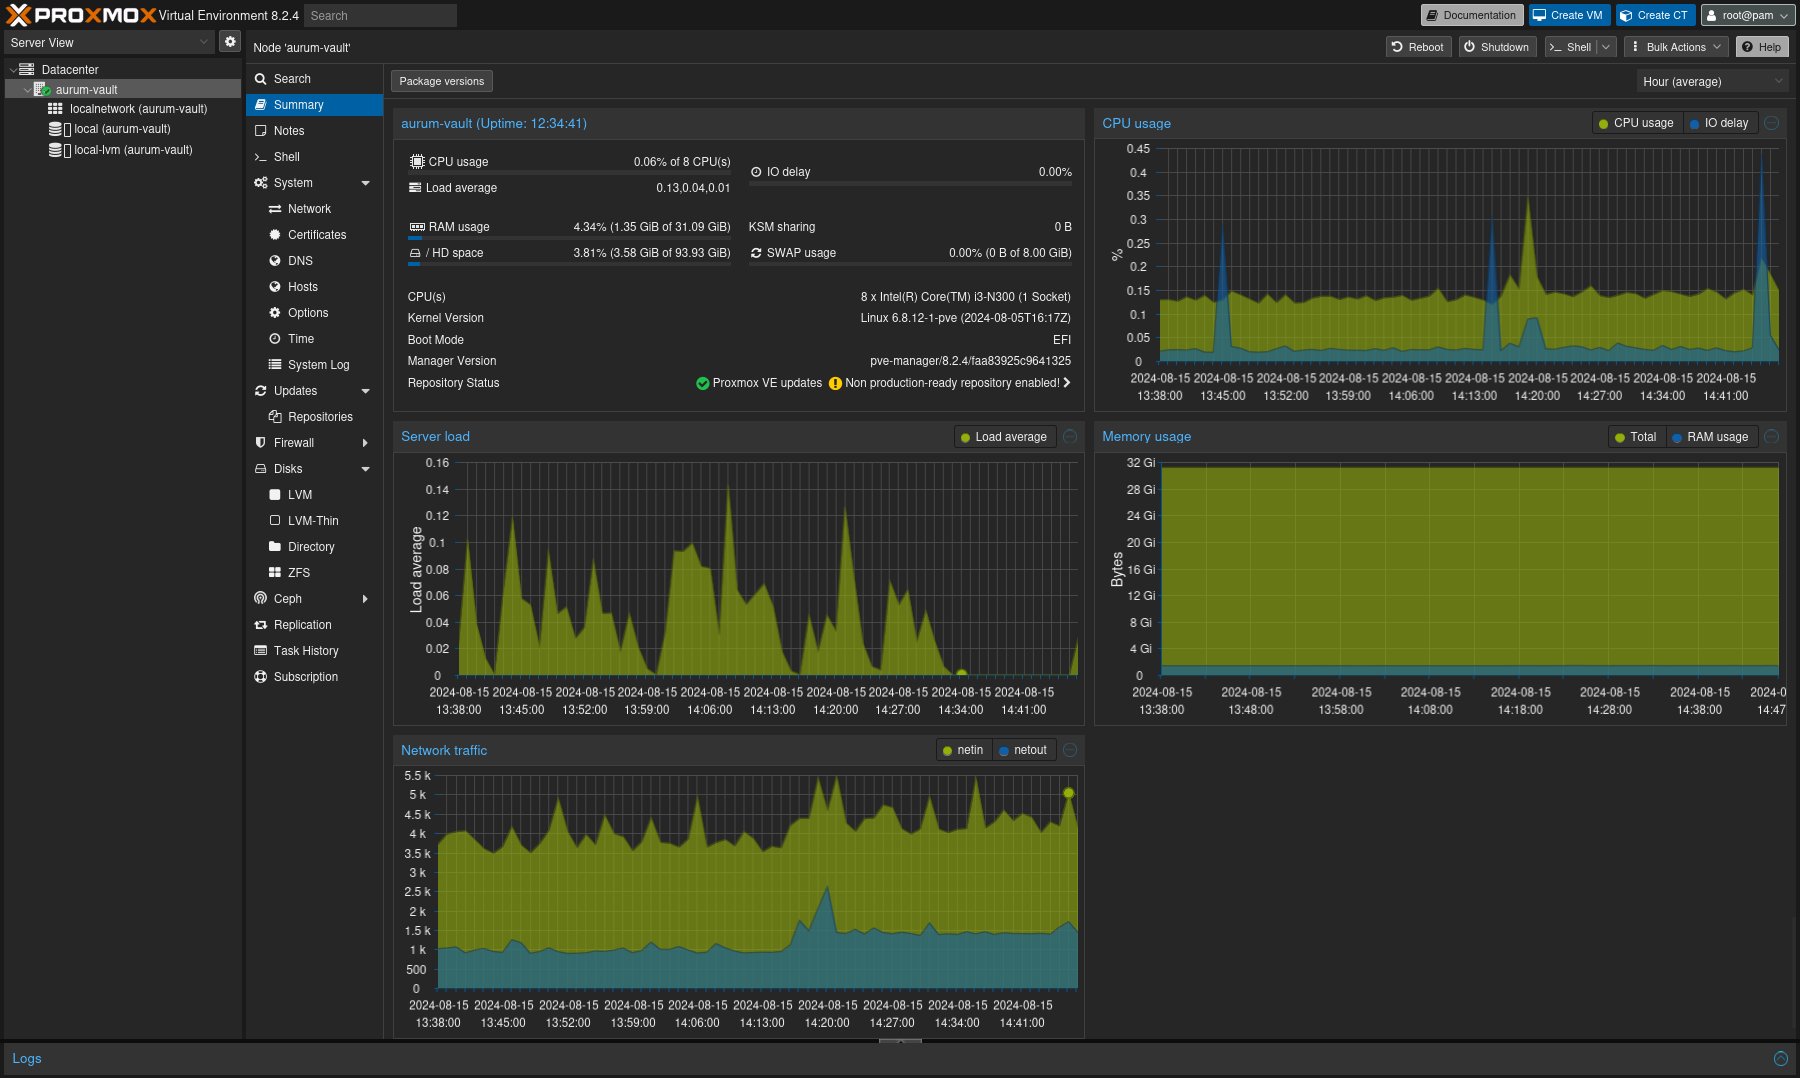 PROXMOX Virtual Environment 8.2.4 Search Documentation Create VM Create CT root@pam
Server View
Datacenter
aurum-vault
localnetwork (aurum-vault)
local (aurum-vault)
local-lvm (aurum-vault)
Node 'aurum-vault' Reboot Shutdown Shell Bulk Actions Help
Search
Summary
Notes
Shell
System
Network
Certificates
DNS
Hosts
Options
Time
System Log
Updates
Repositories
Firewall
Disks
LVM
LVM-Thin
Directory
ZFS
Ceph
Replication
Task History
Subscription
Package versions Hour (average)
aurum-vault (Uptime: 12:34:41)
CPU usage 0.06% of 8 CPU(s)
IO delay 0.00%
Load average 0.13,0.04,0.01
RAM usage 4.34% (1.35 GiB of 31.09 GiB)
KSM sharing 0 B
/ HD space 3.81% (3.58 GiB of 93.93 GiB)
SWAP usage 0.00% (0 B of 8.00 GiB)
CPU(s) 8 x Intel(R) Core(TM) i3-N300 (1 Socket)
Kernel Version Linux 6.8.12-1-pve (2024-08-05T16:17Z)
Boot Mode EFI
Manager Version pve-manager/8.2.4/faa83925c9641325
Repository Status Proxmox VE updates Non production-ready repository enabled!
CPU usage CPU usage IO delay
0.45
0.4
0.35
0.3
0.25
0.2
0.15
0.1
0.05
0
%
2024-08-15 2024-08-15 2024-08-15 2024-08-15 2024-08-15 2024-08-15 2024-08-15 2024-08-15 2024-08-15 2024-08-15
13:38:00 13:45:00 13:52:00 13:59:00 14:06:00 14:13:00 14:20:00 14:27:00 14:34:00 14:41:00
Server load Load average
0.16
0.14
0.12
0.1
0.08
0.06
0.04
0.02
0
Load average
2024-08-15 2024-08-15 2024-08-15 2024-08-15 2024-08-15 2024-08-15 2024-08-15 2024-08-15 2024-08-15 2024-08-15
13:38:00 13:45:00 13:52:00 13:59:00 14:06:00 14:13:00 14:20:00 14:27:00 14:34:00 14:41:00
Memory usage Total RAM usage
32 Gi
28 Gi
24 Gi
20 Gi
16 Gi
12 Gi
8 Gi
4 Gi
0
Bytes
2024-08-15 2024-08-15 2024-08-15 2024-08-15 2024-08-15 2024-08-15 2024-08-15 2024-0
13:38:00 13:48:00 13:58:00 14:08:00 14:18:00 14:28:00 14:38:00 14:47
Network traffic netin netout
5.5 k
5 k
4.5 k
4 k
3.5 k
3 k
2.5 k
2 k
1.5 k
1 k
500
0
2024-08-15 2024-08-15 2024-08-15 2024-08-15 2024-08-15 2024-08-15 2024-08-15 2024-08-15 2024-08-15 2024-08-15
13:38:00 13:45:00 13:52:00 13:59:00 14:06:00 14:13:00 14:20:00 14:27:00 14:34:00 14:41:00
Logs